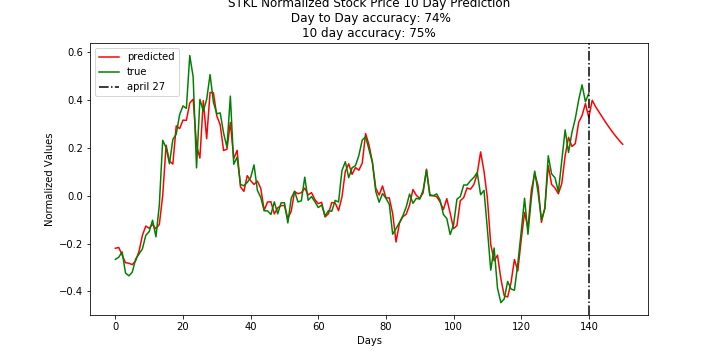 STKL Normalized Stock Price 10 Day Prediction
Day to Day accuracy: 74%
10 day accuracy: 75%
predicted
true
april 27
0.6
0.4
0.2
0.0
−0.2
−0.4
Normalized Values
0 20 40 60 80 100 120 140
Days